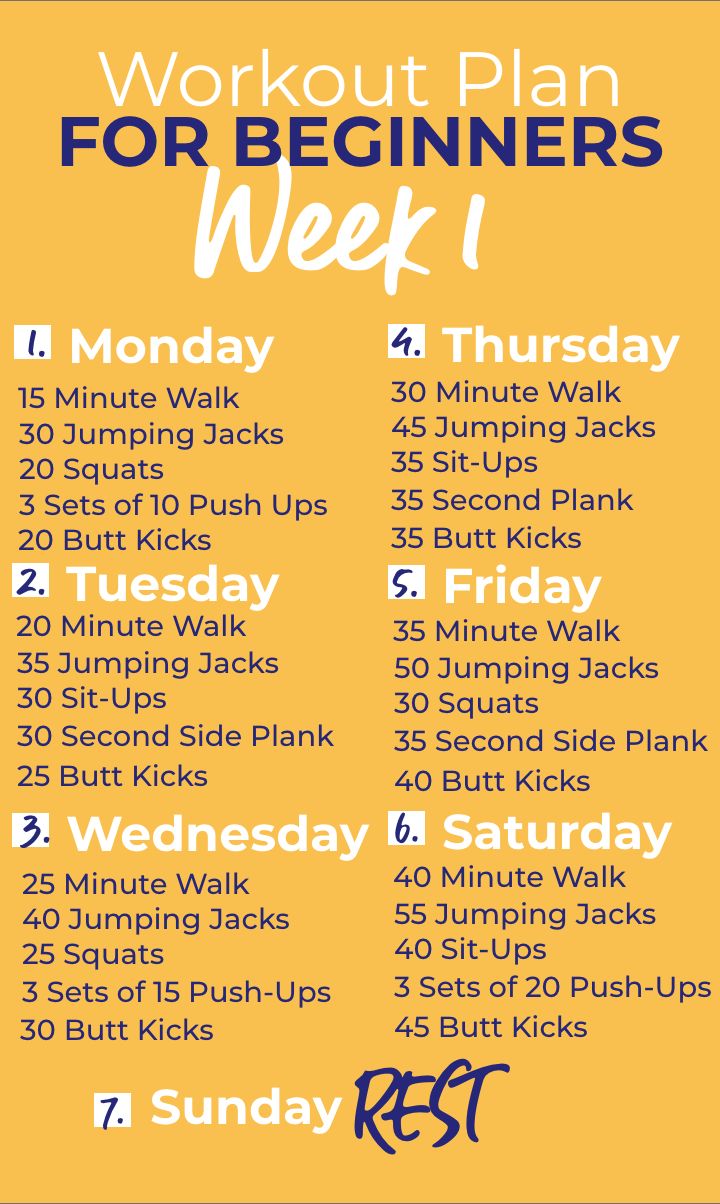 Workout Plan
FOR BEGINNERS
Week 1
1. Monday
15 Minute Walk
30 Jumping Jacks
20 Squats
3 Sets of 10 Push Ups
20 Butt Kicks
2. Tuesday
20 Minute Walk
35 Jumping Jacks
30 Sit-Ups
30 Second Side Plank
25 Butt Kicks
3. Wednesday
25 Minute Walk
40 Jumping Jacks
25 Squats
3 Sets of 15 Push-Ups
30 Butt Kicks
4. Thursday
30 Minute Walk
45 Jumping Jacks
35 Sit-Ups
35 Second Plank
35 Butt Kicks
5. Friday
35 Minute Walk
50 Jumping Jacks
30 Squats
35 Second Side Plank
40 Butt Kicks
6. Saturday
40 Minute Walk
55 Jumping Jacks
40 Sit-Ups
3 Sets of 20 Push-Ups
45 Butt Kicks
7. Sunday REST